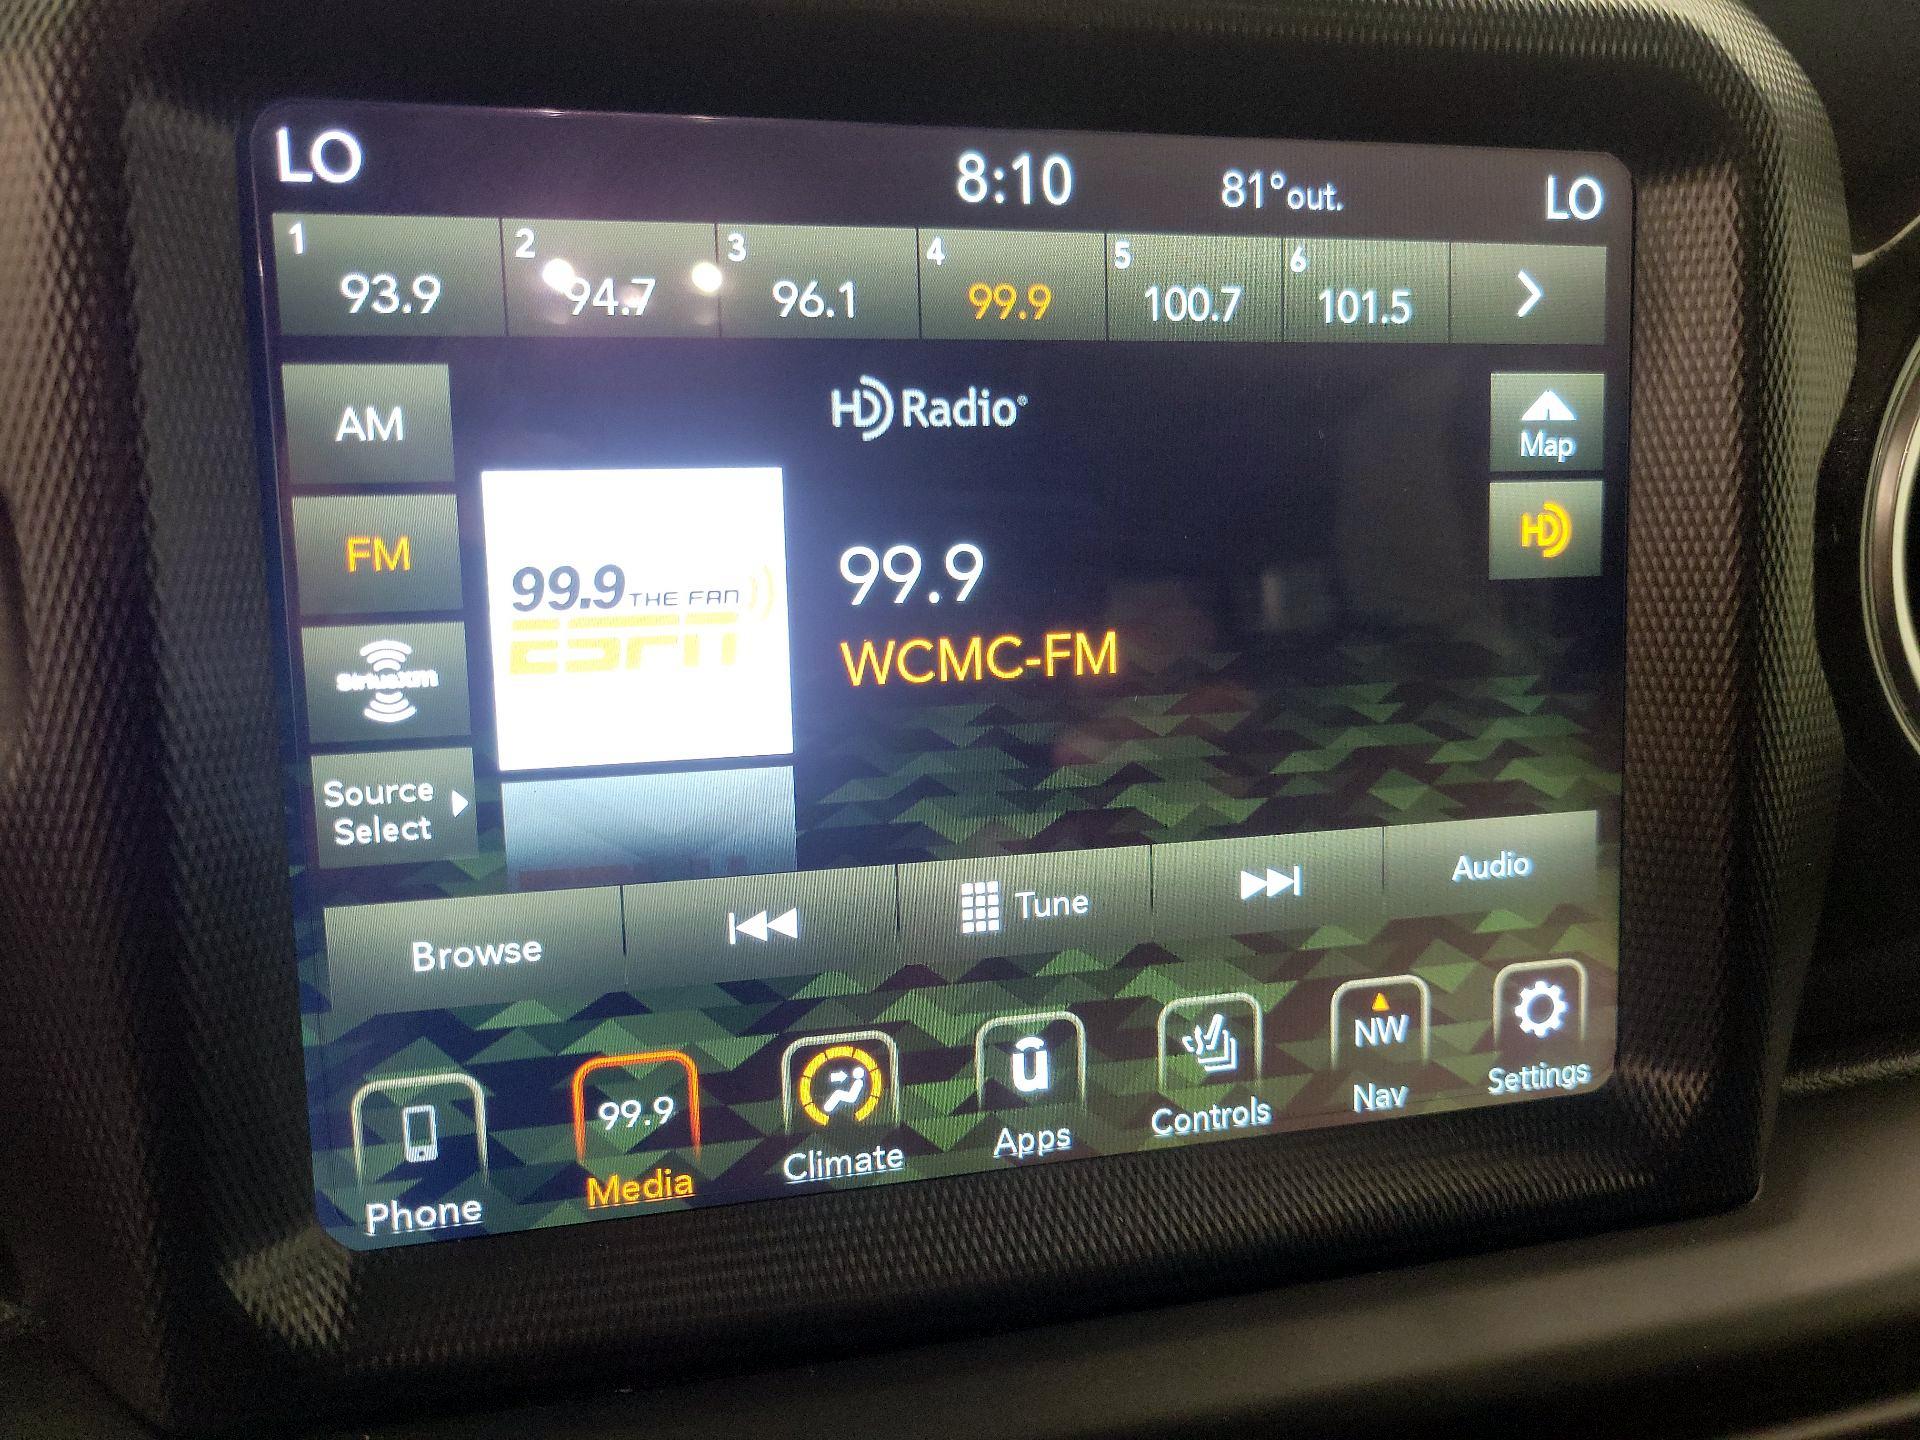 LO 8:10 81°out. LO
1 2 3 4 5 6
93.9 94.7 96.1 99.9 100.7 101.5
HD Radio®
AM
Map
FM
HD
99.9 THE FAN
ESPN
99.9
WCMC-FM
SiriusXM
Source
Select
Browse Tune Audio
99.9 u NW
Phone Media Climate Apps Controls Nav Settings